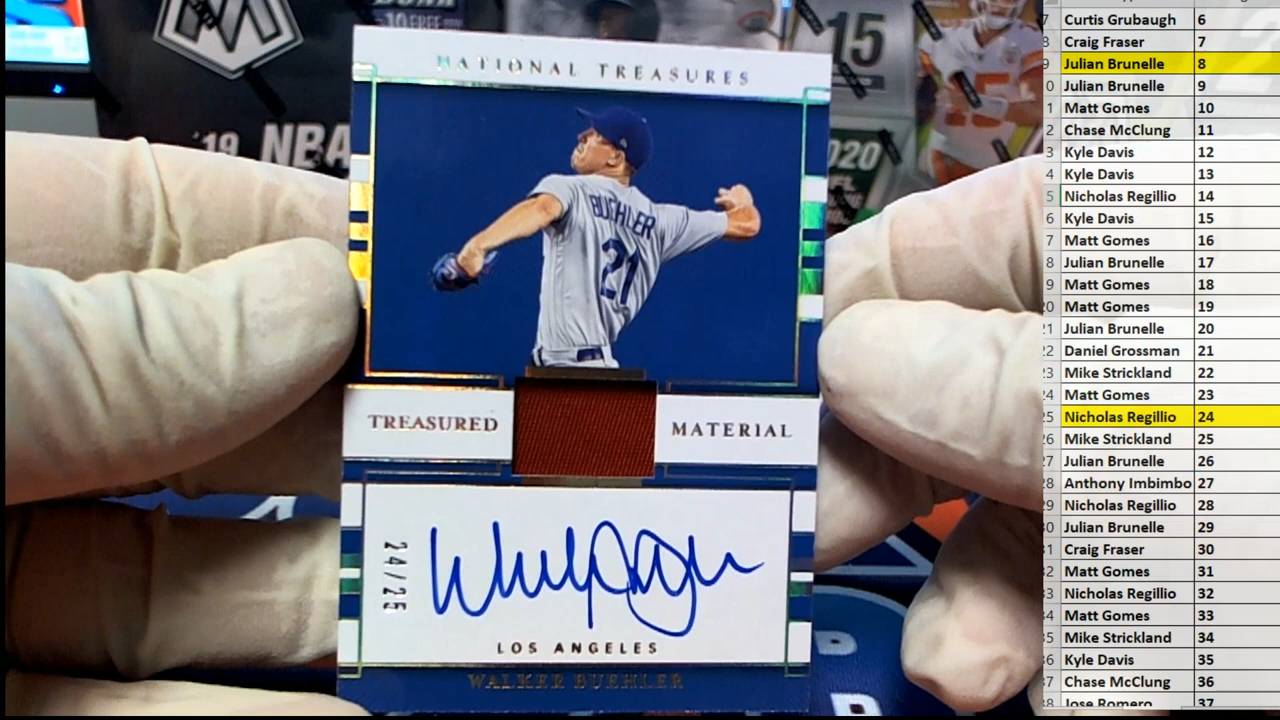 NATIONAL TREASURES
BUEHLER
21
TREASURED
MATERIAL
24/25
LOS ANGELES
WALKER BUEHLER
'19 NBA
15
2020
Curtis Grubaugh 6
Craig Fraser 7
Julian Brunelle 8
Julian Brunelle 9
Matt Gomes 10
Chase McClung 11
Kyle Davis 12
Kyle Davis 13
Nicholas Regillio 14
Kyle Davis 15
Matt Gomes 16
Julian Brunelle 17
Matt Gomes 18
Matt Gomes 19
Julian Brunelle 20
Daniel Grossman 21
Mike Strickland 22
Matt Gomes 23
Nicholas Regillio 24
Mike Strickland 25
Julian Brunelle 26
Anthony Imbimbo 27
Nicholas Regillio 28
Julian Brunelle 29
Craig Fraser 30
Matt Gomes 31
Nicholas Regillio 32
Matt Gomes 33
Mike Strickland 34
Kyle Davis 35
Chase McClung 36
Jose Romero 37